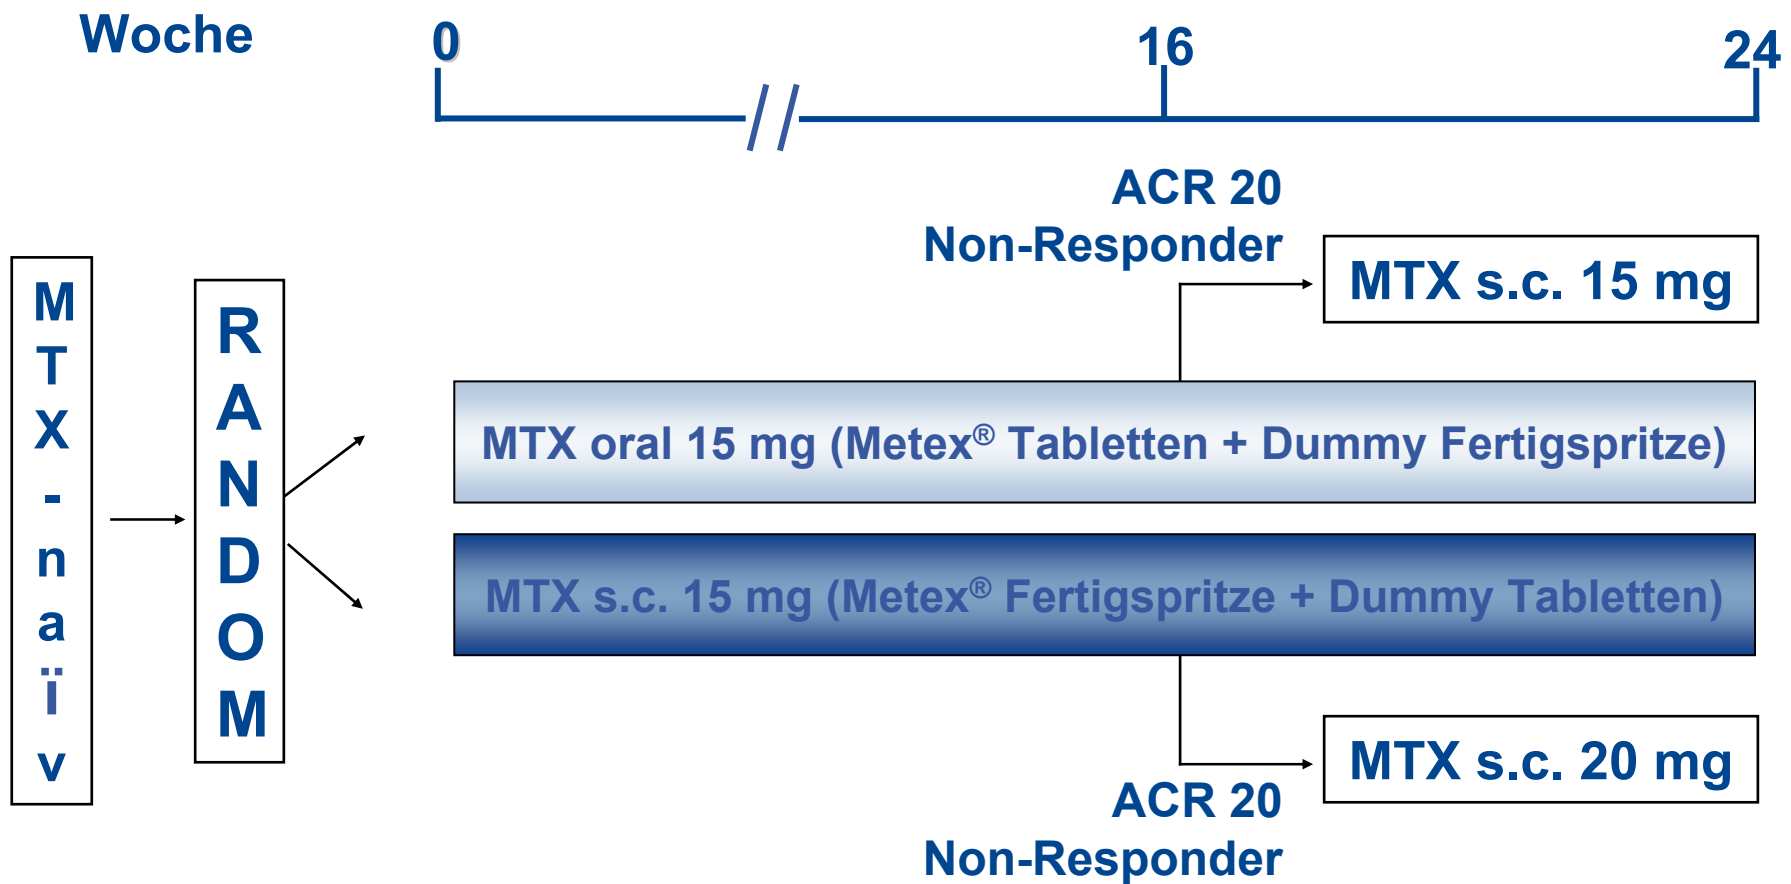 Woche 0 16 24
ACR 20
Non-Responder
MTX s.c. 15 mg
MTX-naïv
RANDOM
MTX oral 15 mg (Metex® Tabletten + Dummy Fertigspritze)
MTX s.c. 15 mg (Metex® Fertigspritze + Dummy Tabletten)
MTX s.c. 20 mg
ACR 20
Non-Responder